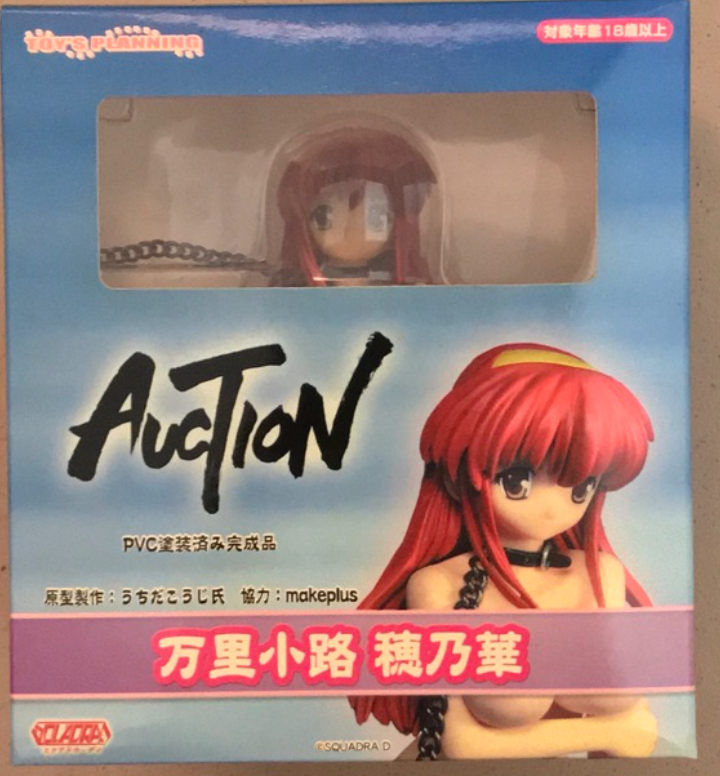 TOY'S PLANNING
対象年齢18歳以上
AUCTION
PVC塗装済み完成品
原型製作:うちだこうじ氏 協力:makeplus
万里小路 穂乃華
©SQUADRA D